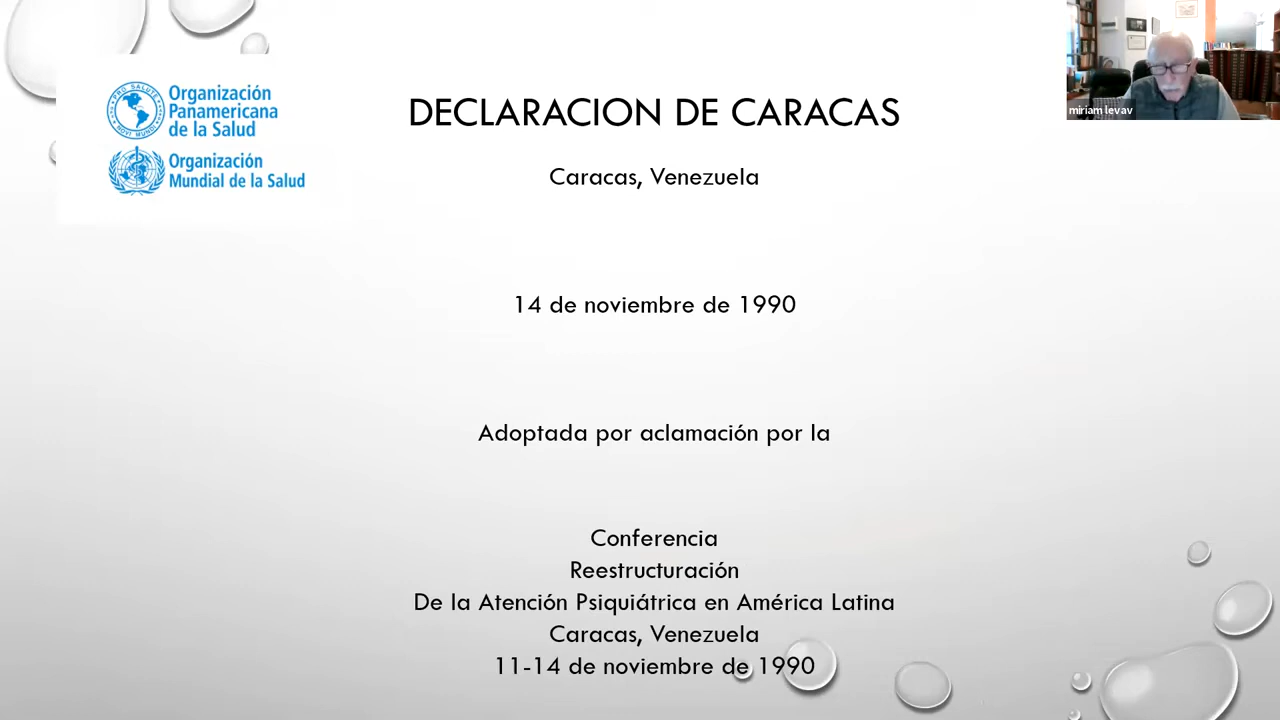 Organización
Panamericana
de la Salud
Organización
Mundial de la Salud
DECLARACION DE CARACAS
miriam levav
Caracas, Venezuela
14 de noviembre de 1990
Adoptada por aclamación por la
Conferencia
Reestructuración
De la Atención Psiquiátrica en América Latina
Caracas, Venezuela
11-14 de noviembre de 1990